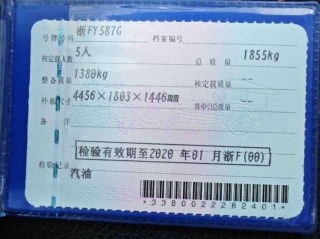 号牌号码 浙FY587G 档案编号
核定载人数 5人 总质量 1855kg
整备质量 1380kg 核定载质量 --
外廓尺寸 4456×1803×1446mm 准牵引总质量 --
备注
检验有效期至2020 年01 月浙F(00)
检验记录
汽油
*3380022282401*